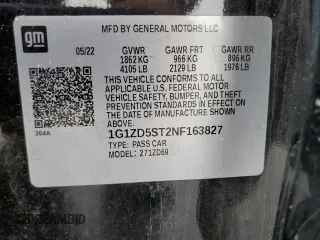 gm
MFD BY GENERAL MOTORS LLC
05/22 GVWR GAWR FRT GAWR RR
1862 KG 966 KG 896 KG
4105 LB 2129 LB 1976 LB
THIS VEHICLE CONFORMS TO ALL
APPLICABLE U.S. FEDERAL MOTOR
VEHICLE SAFETY, BUMPER, AND THEFT
PREVENTION STANDARDS IN EFFECT ON
THE DATE OF MANUFACTURE SHOWN ABOVE.
384A
1G1ZD5ST2NF163827
TYPE: PASS CAR
MODEL: 271ZD69